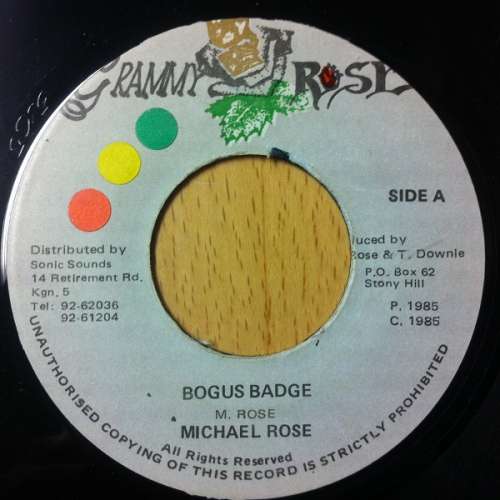 GRAMMY ROSE
SIDE A
Distributed by
Sonic Sounds
14 Retirement Rd.
Kgn. 5
Tel: 92-62036
92-61204
Rose & T. Downie
P.O. Box 62
Stony Hill
P. 1985
C. 1985
BOGUS BADGE
M. ROSE
MICHAEL ROSE
All Rights Reserved
UNAUTHORISED COPYING OF THIS RECORD IS STRICTLY PROHIBITED